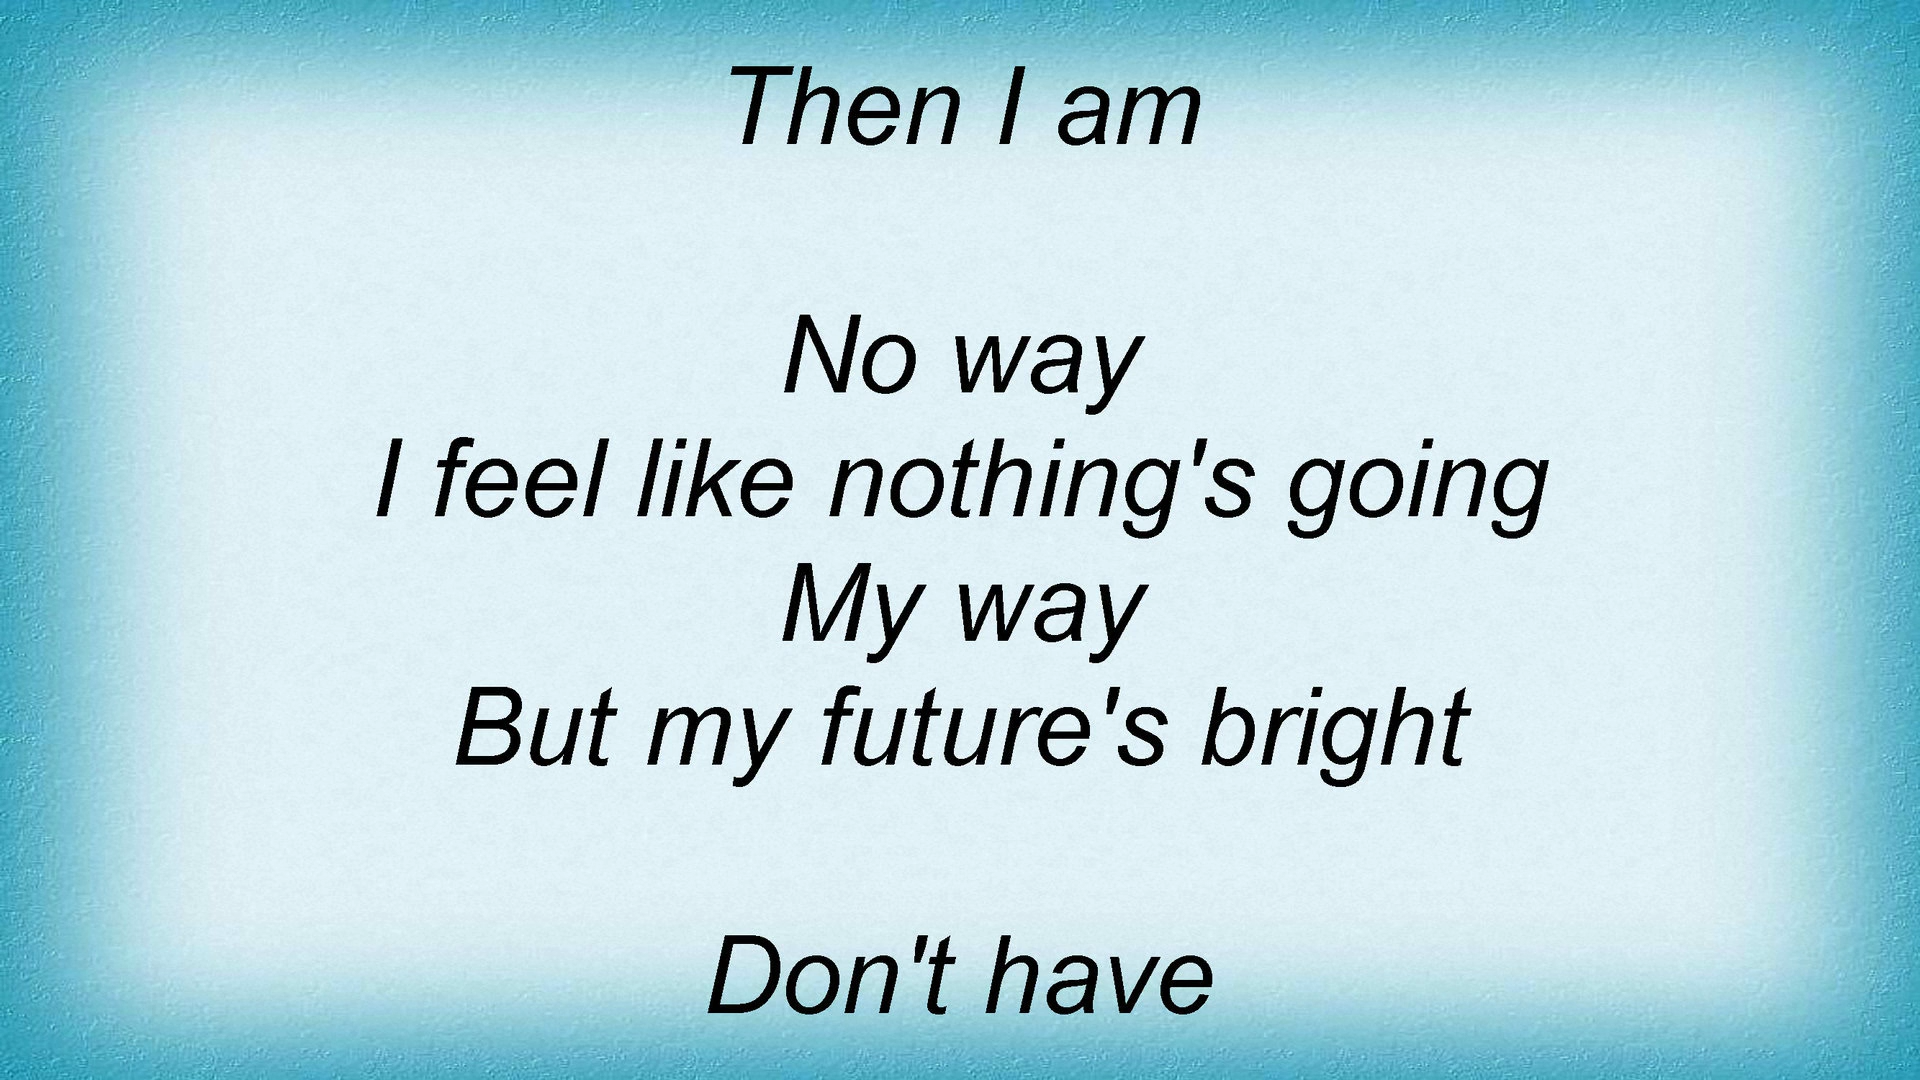 Then I am
No way
I feel like nothing's going
My way
But my future's bright
Don't have